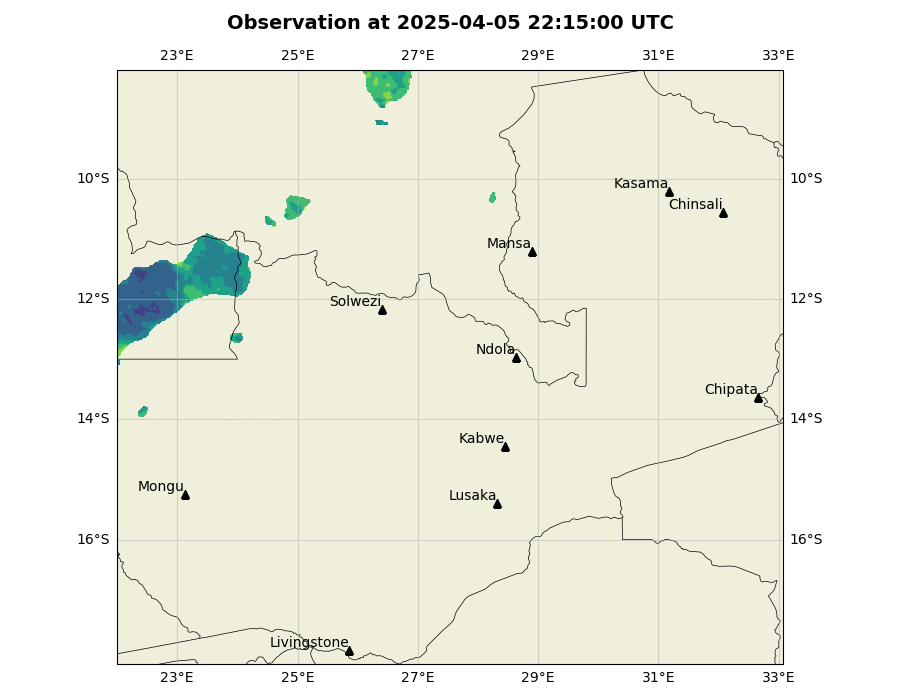 Observation at 2025-04-05 22:15:00 UTC
23°E 25°E 27°E 29°E 31°E 33°E
10°S 10°S
Kasama
Chinsali
Mansa
12°S 12°S
Solwezi
Ndola
Chipata
14°S 14°S
Kabwe
Mongu
Lusaka
16°S 16°S
Livingstone
23°E 25°E 27°E 29°E 31°E 33°E